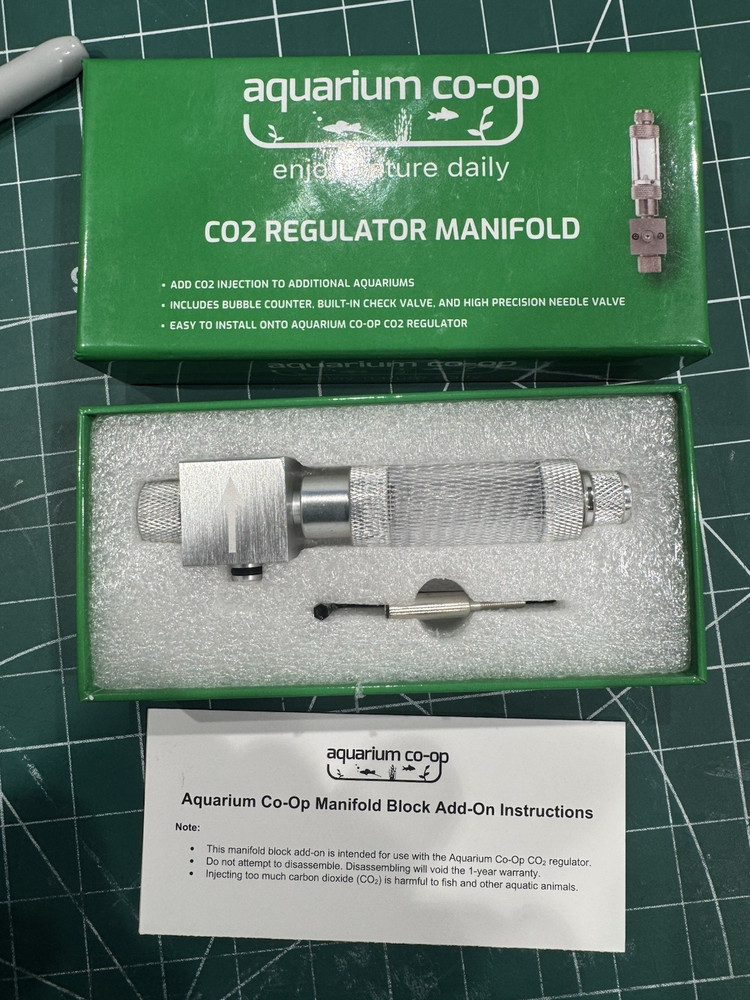 aquarium co-op
enjoy nature daily
CO2 REGULATOR MANIFOLD
• ADD CO2 INJECTION TO ADDITIONAL AQUARIUMS
• INCLUDES BUBBLE COUNTER, BUILT-IN CHECK VALVE, AND HIGH PRECISION NEEDLE VALVE
• EASY TO INSTALL ONTO AQUARIUM CO-OP CO2 REGULATOR
aquarium co-op
aquarium co-op
Aquarium Co-Op Manifold Block Add-On Instructions
Note:
• This manifold block add-on is intended for use with the Aquarium Co-Op CO₂ regulator.
• Do not attempt to disassemble. Disassembling will void the 1-year warranty.
• Injecting too much carbon dioxide (CO₂) is harmful to fish and other aquatic animals.